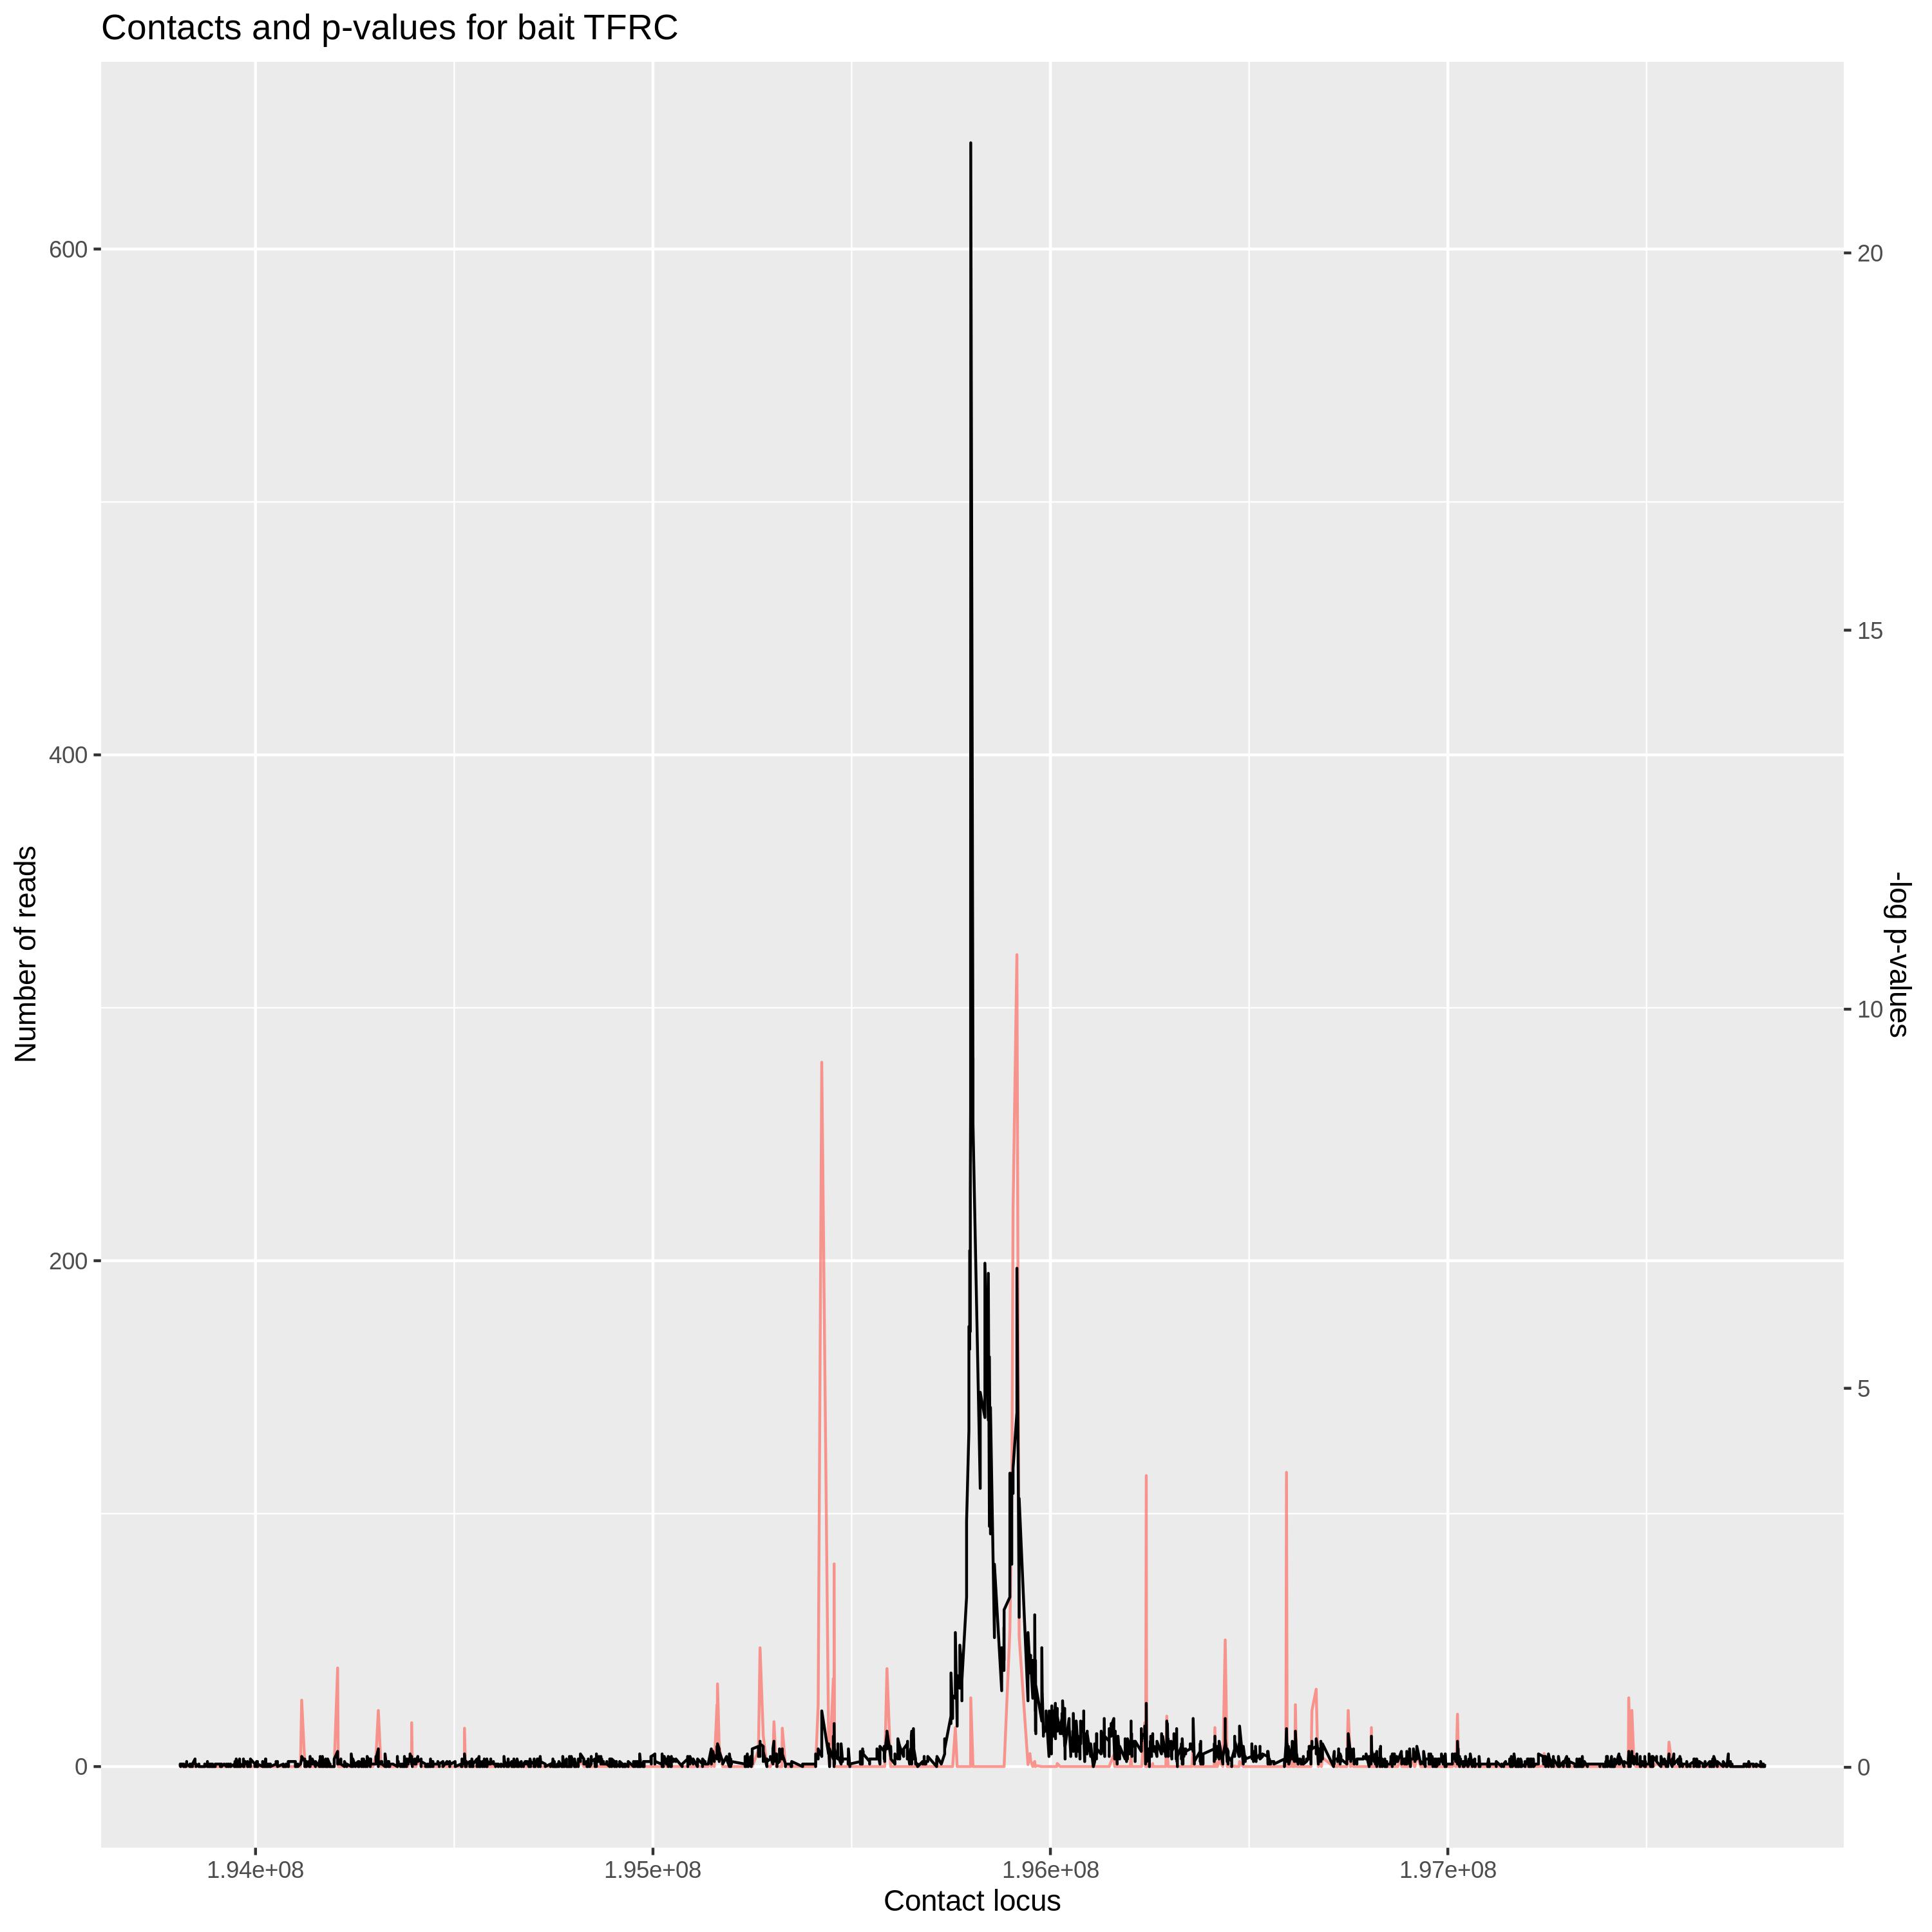 Contacts and p-values for bait TFRC
Number of reads
600
400
200
0
20
15
10
5
0
-log p-values
1.94e+08
1.95e+08
1.96e+08
1.97e+08
Contact locus